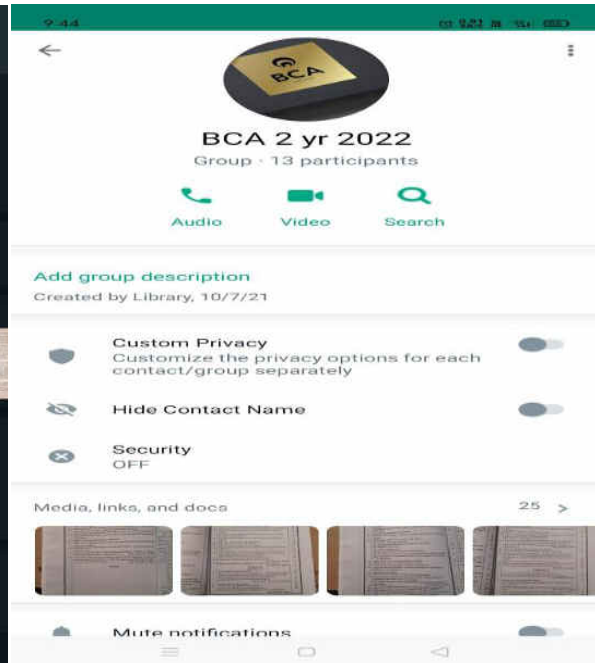 9:44
BCA
BCA 2 yr 2022
Group · 13 participants
Audio Video Search
Add group description
Created by Library, 10/7/21
Custom Privacy
Customize the privacy options for each
contact/group separately
Hide Contact Name
Security
OFF
Media, links, and docs 25 >
Mute notifications